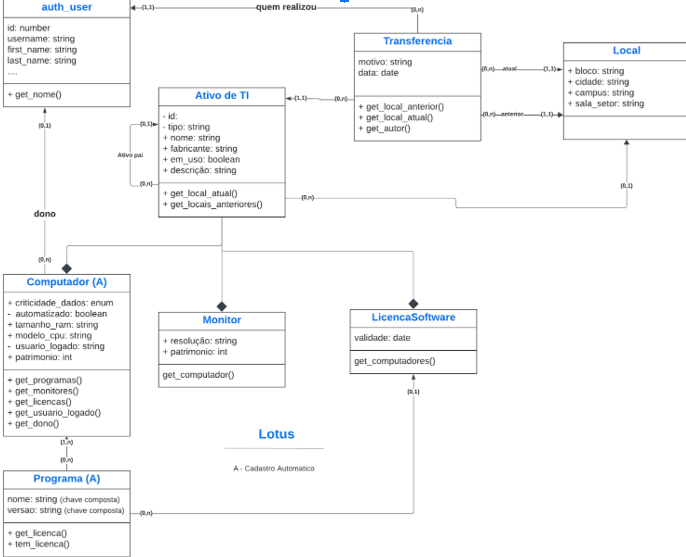 auth_user
id: number
username: string
first_name: string
last_name: string
....
+ get_nome()
(1,1)
quem realizou
(0,n)
Transferencia
motivo: string
data: date
+ get_local_anterior()
+ get_local_atual()
+ get_autor()
(0,n) atual (1,1)
(0,n) anterior (1,1)
Local
+ bloco: string
+ cidade: string
+ campus: string
+ sala_setor: string
Ativo de TI
- id:
- tipo: string
+ nome: string
+ fabricante: string
+ em_uso: boolean
+ descrição: string
+ get_local_atual()
+ get_locais_anteriores()
(1,1)
(0,n)
(0,1)
Ativo pai
(0,n)
(0,n)
(0,1)
(0,1)
dono
(0,n)
Computador (A)
+ criticidade_dados: enum
- automatizado: boolean
+ tamanho_ram: string
+ modelo_cpu: string
- usuario_logado: string
+ patrimonio: int
+ get_programas()
+ get_monitores()
+ get_licencas()
+ get_usuario_logado()
+ get_dono()
Monitor
+ resolução: string
+ patrimonio: int
get_computador()
LicencaSoftware
validade: date
get_computadores()
(0,1)
(1,n)
(0,n)
Lotus
A - Cadastro Automatico
Programa (A)
nome: string (chave composta)
versao: string (chave composta)
+ get_licenca()
+ tem_licenca()
(0,n)